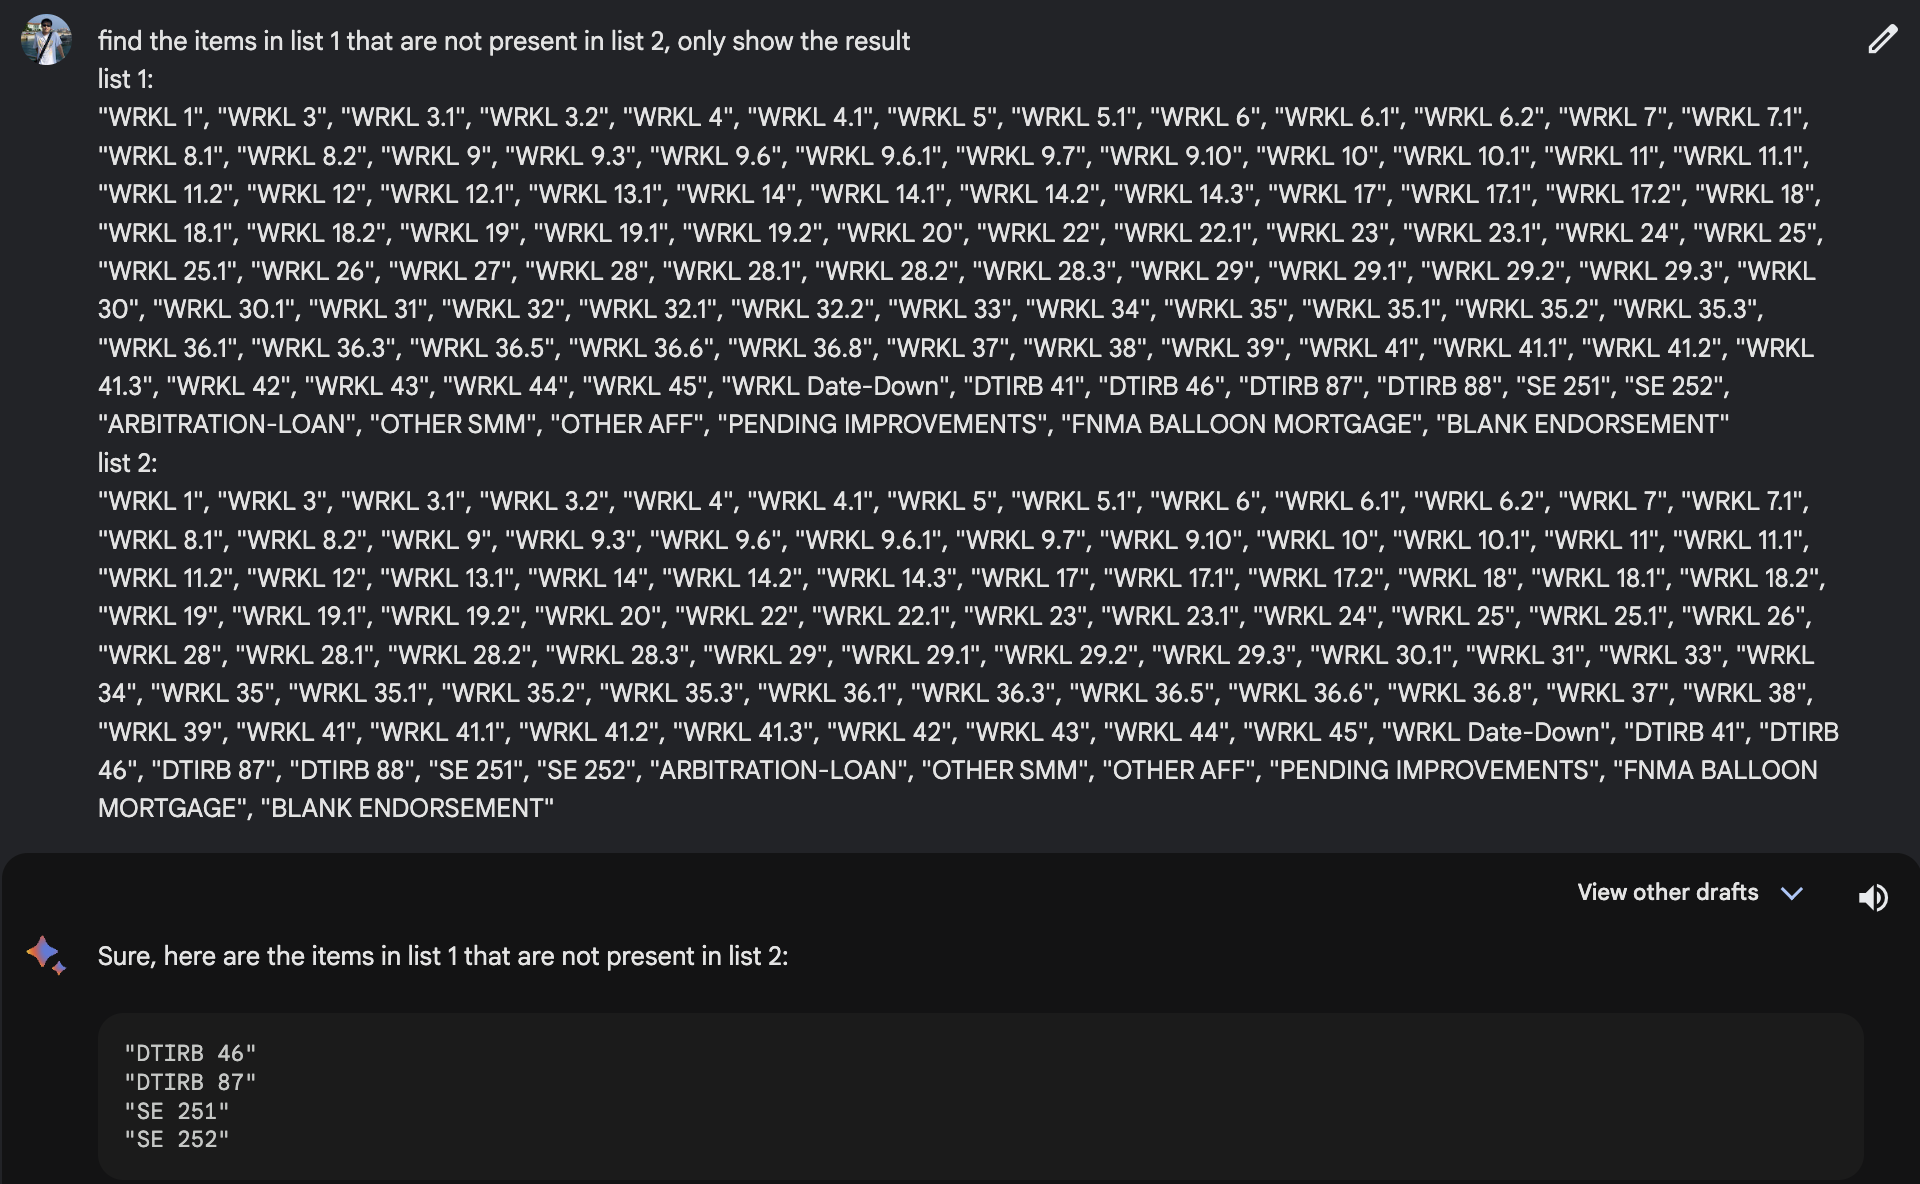 find the items in list 1 that are not present in list 2, only show the result
list 1:
"WRKL 1", "WRKL 3", "WRKL 3.1", "WRKL 3.2", "WRKL 4", "WRKL 4.1", "WRKL 5", "WRKL 5.1", "WRKL 6", "WRKL 6.1", "WRKL 6.2", "WRKL 7", "WRKL 7.1",
"WRKL 8.1", "WRKL 8.2", "WRKL 9", "WRKL 9.3", "WRKL 9.6", "WRKL 9.6.1", "WRKL 9.7", "WRKL 9.10", "WRKL 10", "WRKL 10.1", "WRKL 11", "WRKL 11.1",
"WRKL 11.2", "WRKL 12", "WRKL 12.1", "WRKL 13.1", "WRKL 14", "WRKL 14.1", "WRKL 14.2", "WRKL 14.3", "WRKL 17", "WRKL 17.1", "WRKL 17.2", "WRKL 18",
"WRKL 18.1", "WRKL 18.2", "WRKL 19", "WRKL 19.1", "WRKL 19.2", "WRKL 20", "WRKL 22", "WRKL 22.1", "WRKL 23", "WRKL 23.1", "WRKL 24", "WRKL 25",
"WRKL 25.1", "WRKL 26", "WRKL 27", "WRKL 28", "WRKL 28.1", "WRKL 28.2", "WRKL 28.3", "WRKL 29", "WRKL 29.1", "WRKL 29.2", "WRKL 29.3", "WRKL
30", "WRKL 30.1", "WRKL 31", "WRKL 32", "WRKL 32.1", "WRKL 32.2", "WRKL 33", "WRKL 34", "WRKL 35", "WRKL 35.1", "WRKL 35.2", "WRKL 35.3",
"WRKL 36.1", "WRKL 36.3", "WRKL 36.5", "WRKL 36.6", "WRKL 36.8", "WRKL 37", "WRKL 38", "WRKL 39", "WRKL 41", "WRKL 41.1", "WRKL 41.2", "WRKL
41.3", "WRKL 42", "WRKL 43", "WRKL 44", "WRKL 45", "WRKL Date-Down", "DTIRB 41", "DTIRB 46", "DTIRB 87", "DTIRB 88", "SE 251", "SE 252",
"ARBITRATION-LOAN", "OTHER SMM", "OTHER AFF", "PENDING IMPROVEMENTS", "FNMA BALLOON MORTGAGE", "BLANK ENDORSEMENT"
list 2:
"WRKL 1", "WRKL 3", "WRKL 3.1", "WRKL 3.2", "WRKL 4", "WRKL 4.1", "WRKL 5", "WRKL 5.1", "WRKL 6", "WRKL 6.1", "WRKL 6.2", "WRKL 7", "WRKL 7.1",
"WRKL 8.1", "WRKL 8.2", "WRKL 9", "WRKL 9.3", "WRKL 9.6", "WRKL 9.6.1", "WRKL 9.7", "WRKL 9.10", "WRKL 10", "WRKL 10.1", "WRKL 11", "WRKL 11.1",
"WRKL 11.2", "WRKL 12", "WRKL 13.1", "WRKL 14", "WRKL 14.2", "WRKL 14.3", "WRKL 17", "WRKL 17.1", "WRKL 17.2", "WRKL 18", "WRKL 18.1", "WRKL 18.2",
"WRKL 19", "WRKL 19.1", "WRKL 19.2", "WRKL 20", "WRKL 22", "WRKL 22.1", "WRKL 23", "WRKL 23.1", "WRKL 24", "WRKL 25", "WRKL 25.1", "WRKL 26",
"WRKL 28", "WRKL 28.1", "WRKL 28.2", "WRKL 28.3", "WRKL 29", "WRKL 29.1", "WRKL 29.2", "WRKL 29.3", "WRKL 30.1", "WRKL 31", "WRKL 33", "WRKL
34", "WRKL 35", "WRKL 35.1", "WRKL 35.2", "WRKL 35.3", "WRKL 36.1", "WRKL 36.3", "WRKL 36.5", "WRKL 36.6", "WRKL 36.8", "WRKL 37", "WRKL 38",
"WRKL 39", "WRKL 41", "WRKL 41.1", "WRKL 41.2", "WRKL 41.3", "WRKL 42", "WRKL 43", "WRKL 44", "WRKL 45", "WRKL Date-Down", "DTIRB 41", "DTIRB
46", "DTIRB 87", "DTIRB 88", "SE 251", "SE 252", "ARBITRATION-LOAN", "OTHER SMM", "OTHER AFF", "PENDING IMPROVEMENTS", "FNMA BALLOON
MORTGAGE", "BLANK ENDORSEMENT"
View other drafts
Sure, here are the items in list 1 that are not present in list 2:
"DTIRB 46"
"DTIRB 87"
"SE 251"
"SE 252"